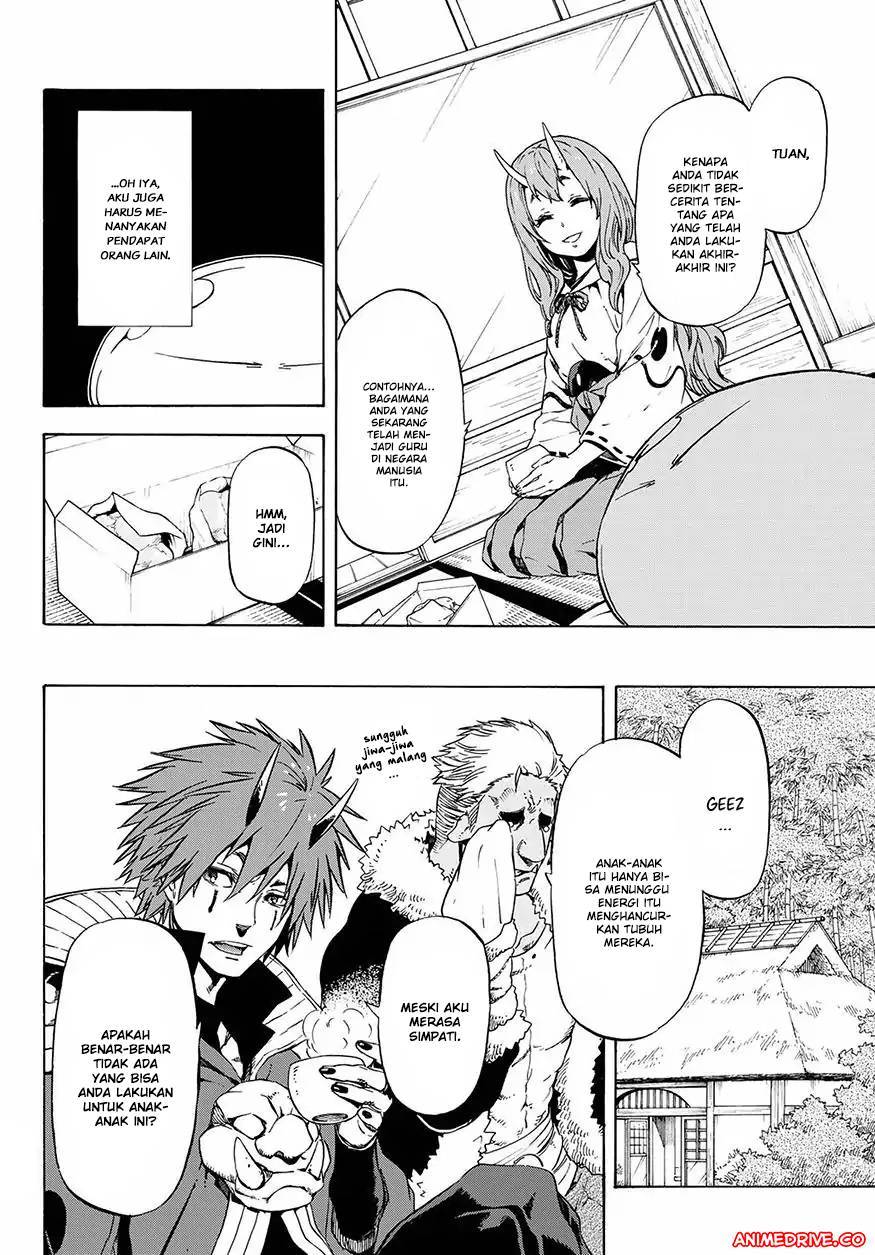 TUAN,
KENAPA
ANDA TIDAK
SEDIKIT BER-
CERITA TEN-
TANG APA
YANG TELAH
ANDA LAKU-
KAN AKHIR-
AKHIR INI?
CONTOHNYA...
BAGAIMANA
ANDA YANG
SEKARANG
TELAH MEN-
JADI GURU
DI NEGARA
MANUSIA
ITU.
...OH IYA,
AKU JUGA
HARUS ME-
NANYAKAN
PENDAPAT
ORANG LAIN.
HMM,
JADI
GINI...
GEEZ
...
ANAK-ANAK
ITU HANYA BI-
SA MENUNGGU
ENERGI ITU
MENGHANCUR-
KAN TUBUH
MEREKA.
sungguh
jiwa-jiwa
yang malang
...
MESKI AKU
MERASA
SIMPATI.
APAKAH
BENAR-BENAR
TIDAK ADA
YANG BISA
ANDA LAKUKAN
UNTUK ANAK-
ANAK INI?
ANIMEDRIVE.CO